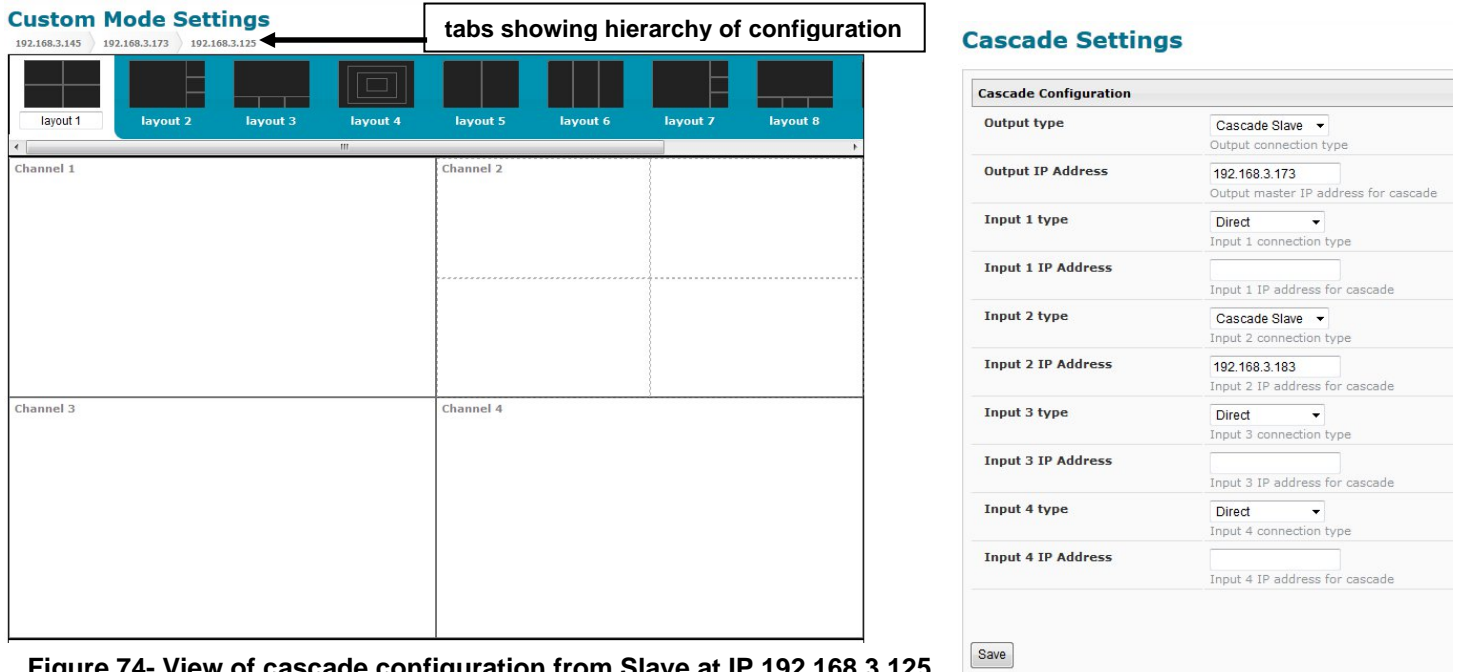 Custom Mode Settings
tabs showing hierarchy of configuration
192.168.3.145 192.168.3.173 192.168.3.125
layout 1 layout 2 layout 3 layout 4 layout 5 layout 6 layout 7 layout 8
Channel 1 Channel 2
Channel 3 Channel 4
Figure 74- View of cascade configuration from Slave at IP 192.168.3.125
Cascade Settings
Cascade Configuration
Output type Cascade Slave
Output connection type
Output IP Address 192.168.3.173
Output master IP address for cascade
Input 1 type Direct
Input 1 connection type
Input 1 IP Address
Input 1 IP address for cascade
Input 2 type Cascade Slave
Input 2 connection type
Input 2 IP Address 192.168.3.183
Input 2 IP address for cascade
Input 3 type Direct
Input 3 connection type
Input 3 IP Address
Input 3 IP address for cascade
Input 4 type Direct
Input 4 connection type
Input 4 IP Address
Input 4 IP address for cascade
Save